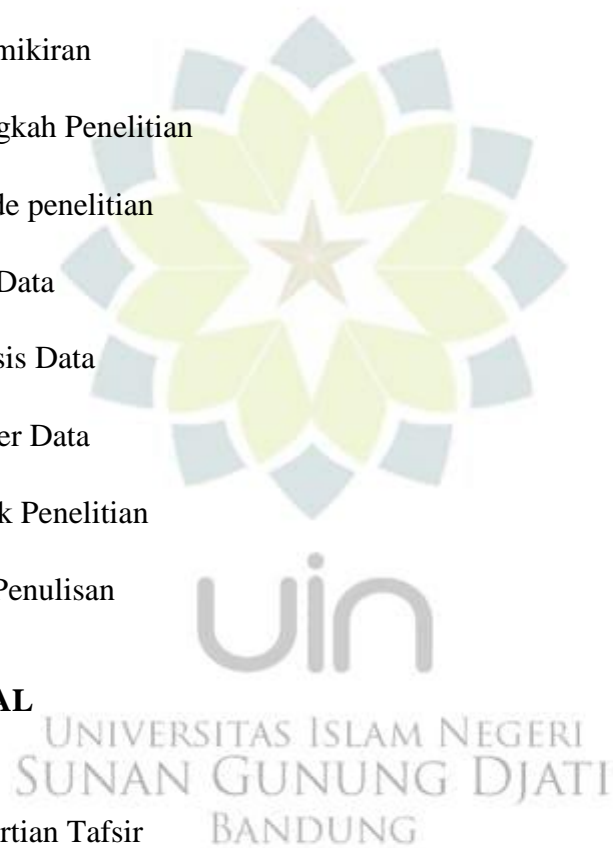 mikiran
gkah Penelitian
de penelitian
Data
sis Data
er Data
k Penelitian
Penulisan
uin
AL
UNIVERSITAS ISLAM NEGERI
SUNAN GUNUNG DJATI
rtian Tafsir
BANDUNG